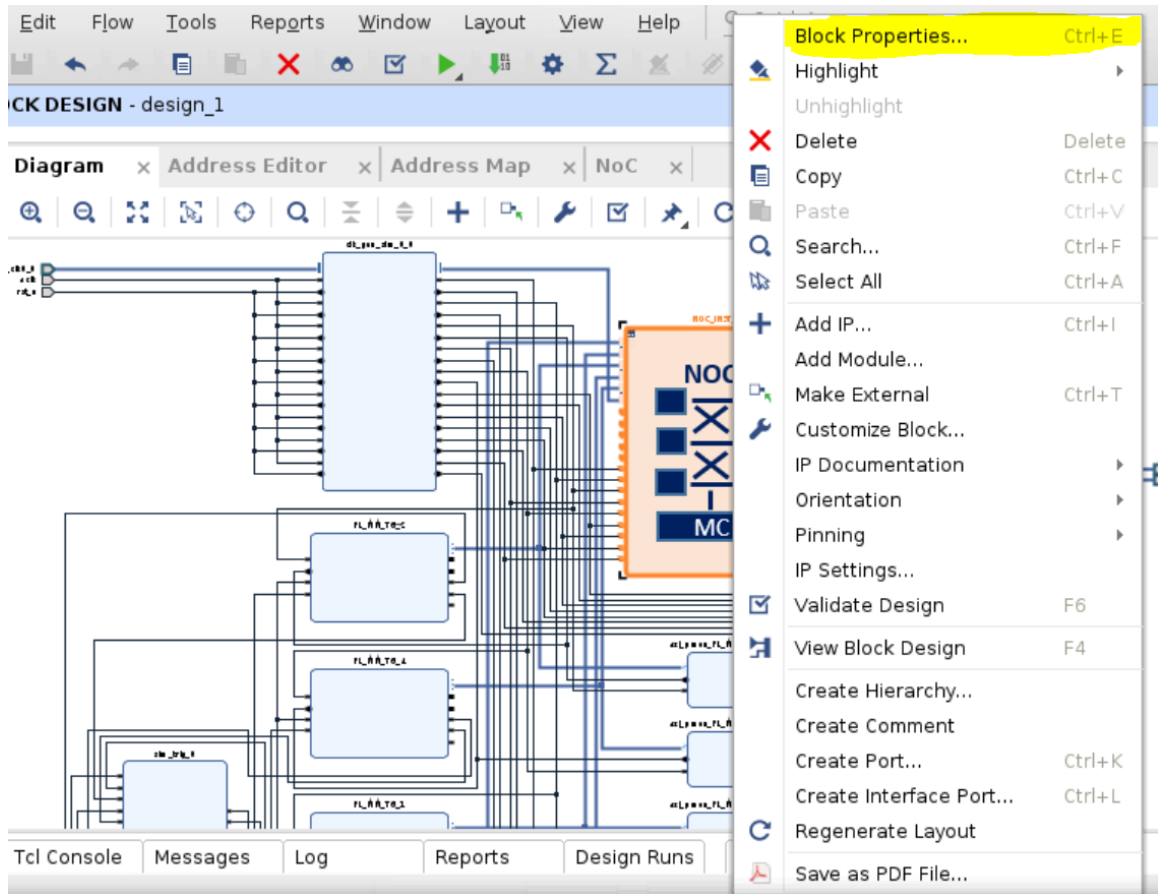 Edit Flow Tools Reports Window Layout View Help
CK DESIGN - design_1
Diagram Address Editor Address Map NoC
NOC
MC
Block Properties... Ctrl+E
Highlight
Unhighlight
Delete Delete
Copy Ctrl+C
Paste Ctrl+V
Search... Ctrl+F
Select All Ctrl+A
Add IP... Ctrl+I
Add Module...
Make External Ctrl+T
Customize Block...
IP Documentation
Orientation
Pinning
IP Settings...
Validate Design F6
View Block Design F4
Create Hierarchy...
Create Comment
Create Port... Ctrl+K
Create Interface Port... Ctrl+L
Regenerate Layout
Save as PDF File...
Tcl Console Messages Log Reports Design Runs